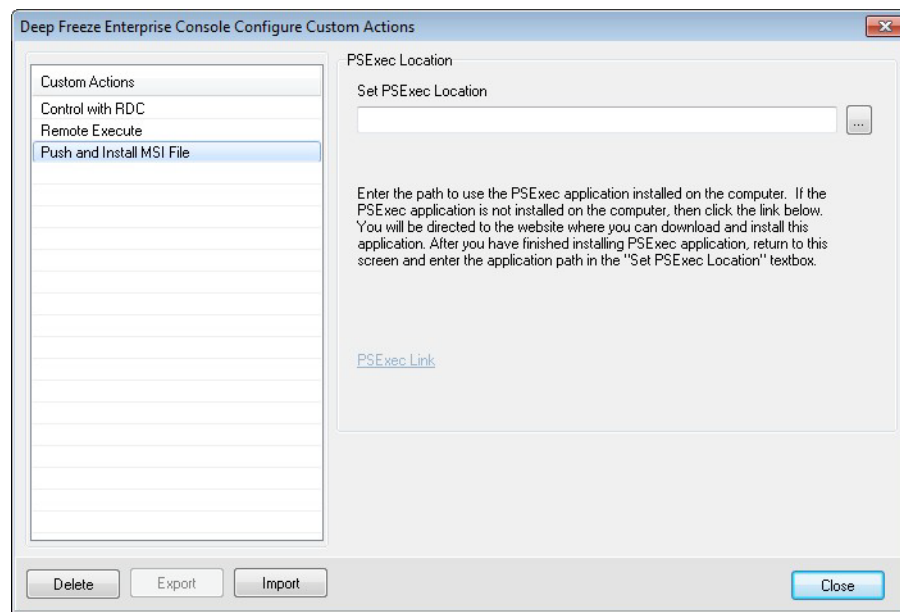 Deep Freeze Enterprise Console Configure Custom Actions
Custom Actions
Control with RDC
Remote Execute
Push and Install MSI File
PSExec Location
Set PSExec Location
...
Enter the path to use the PSExec application installed on the computer. If the
PSExec application is not installed on the computer, then click the link below.
You will be directed to the website where you can download and install this
application. After you have finished installing PSExec application, return to this
screen and enter the application path in the "Set PSExec Location" textbox.
PSExec Link
Delete
Export
Import
Close